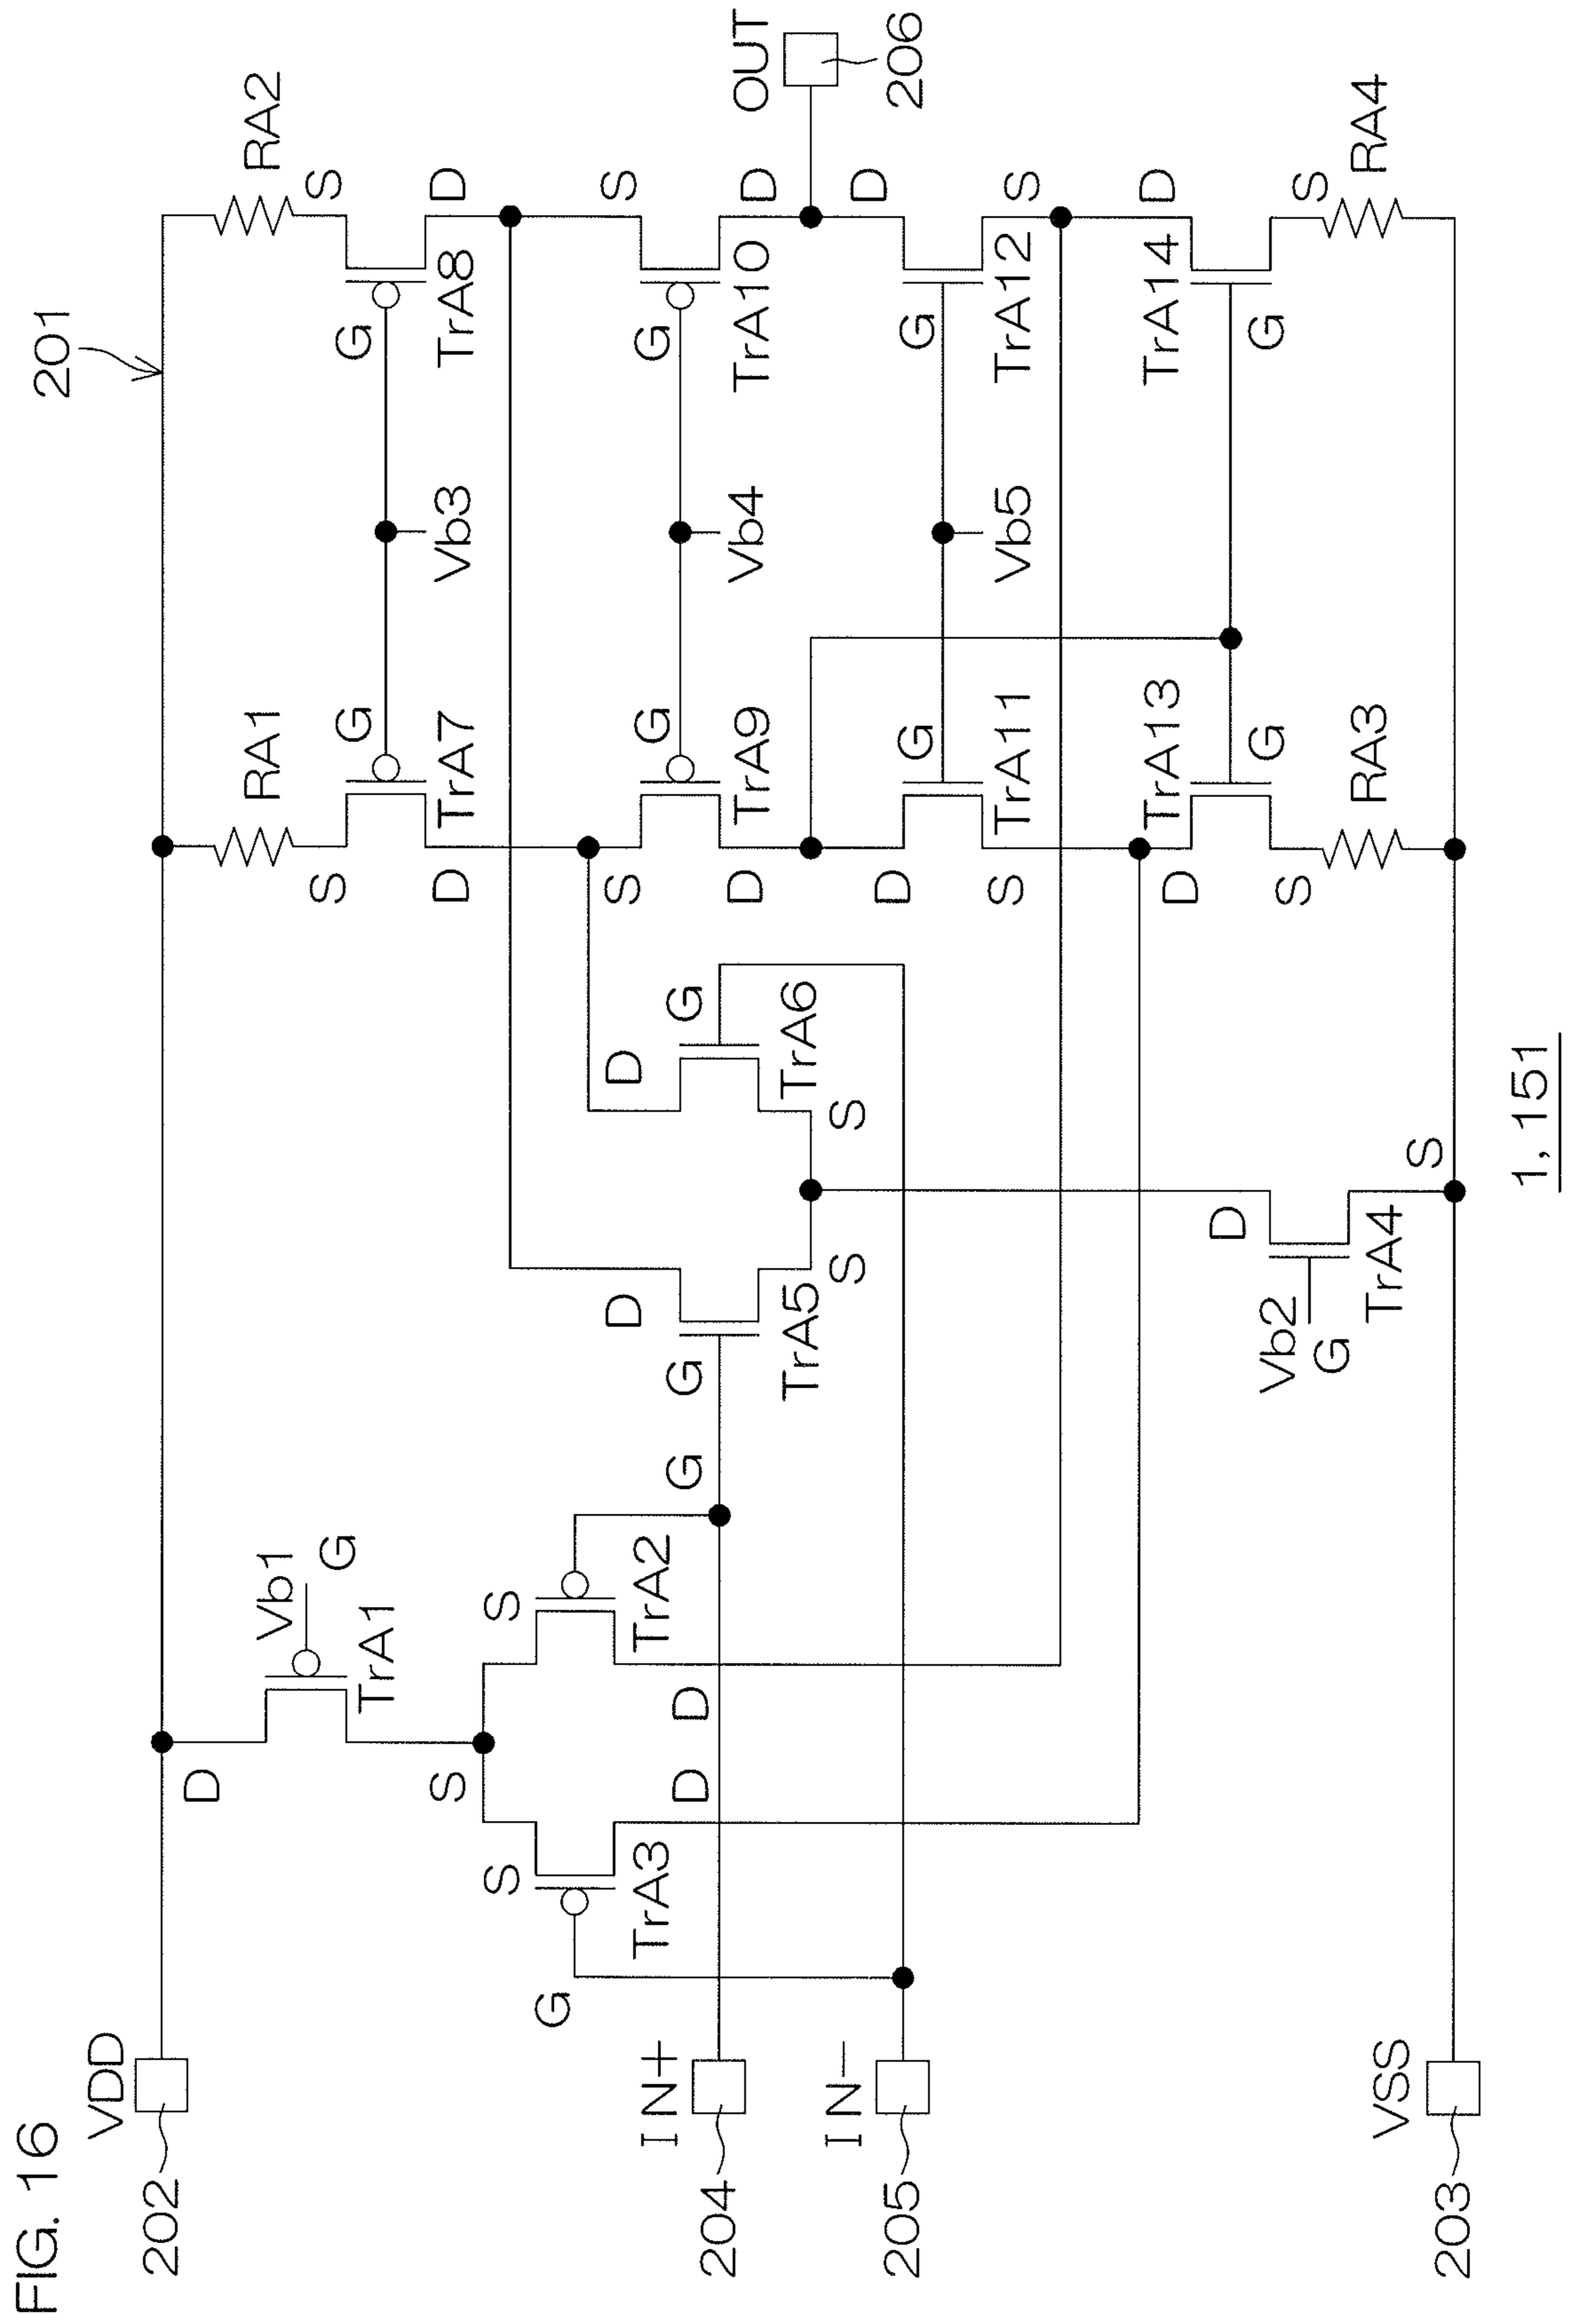 FIG. 16
201
VDD
202
D
Vb1
G
TrA1
S
S
S
TrA3
TrA2
G
D
D
RA1
S
G
TrA7
D
Vb3
RA2
S
G
TrA8
D
IN+
204
G
G
D
TrA5
S
D
G
TrA6
S
S
G
TrA9
D
Vb4
S
G
TrA10
D
OUT
206
IN−
205
D
G
TrA11
S
Vb5
D
G
TrA12
S
Vb2
G
D
TrA4
S
D
TrA13
G
S
RA3
D
TrA14
G
S
RA4
VSS
203
1, 151